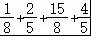 1/8 + 2/5 + 15/8 + 4/5